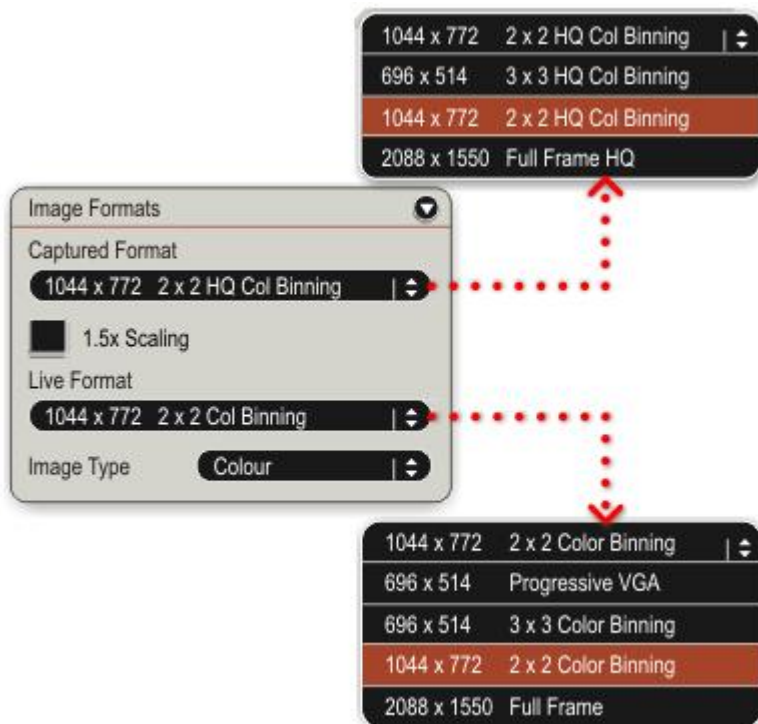 1044 x 772 2 x 2 HQ Col Binning
696 x 514 3 x 3 HQ Col Binning
1044 x 772 2 x 2 HQ Col Binning
2088 x 1550 Full Frame HQ
Image Formats
Captured Format
1044 x 772 2 x 2 HQ Col Binning
1.5x Scaling
Live Format
1044 x 772 2 x 2 Col Binning
Image Type Colour
1044 x 772 2 x 2 Color Binning
696 x 514 Progressive VGA
696 x 514 3 x 3 Color Binning
1044 x 772 2 x 2 Color Binning
2088 x 1550 Full Frame